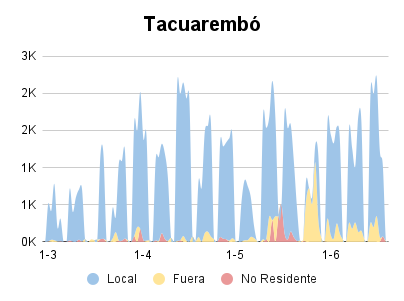 Tacuarembó
3K
2K
2K
1K
1K
0K
1-3 1-4 1-5 1-6
Local Fuera No Residente